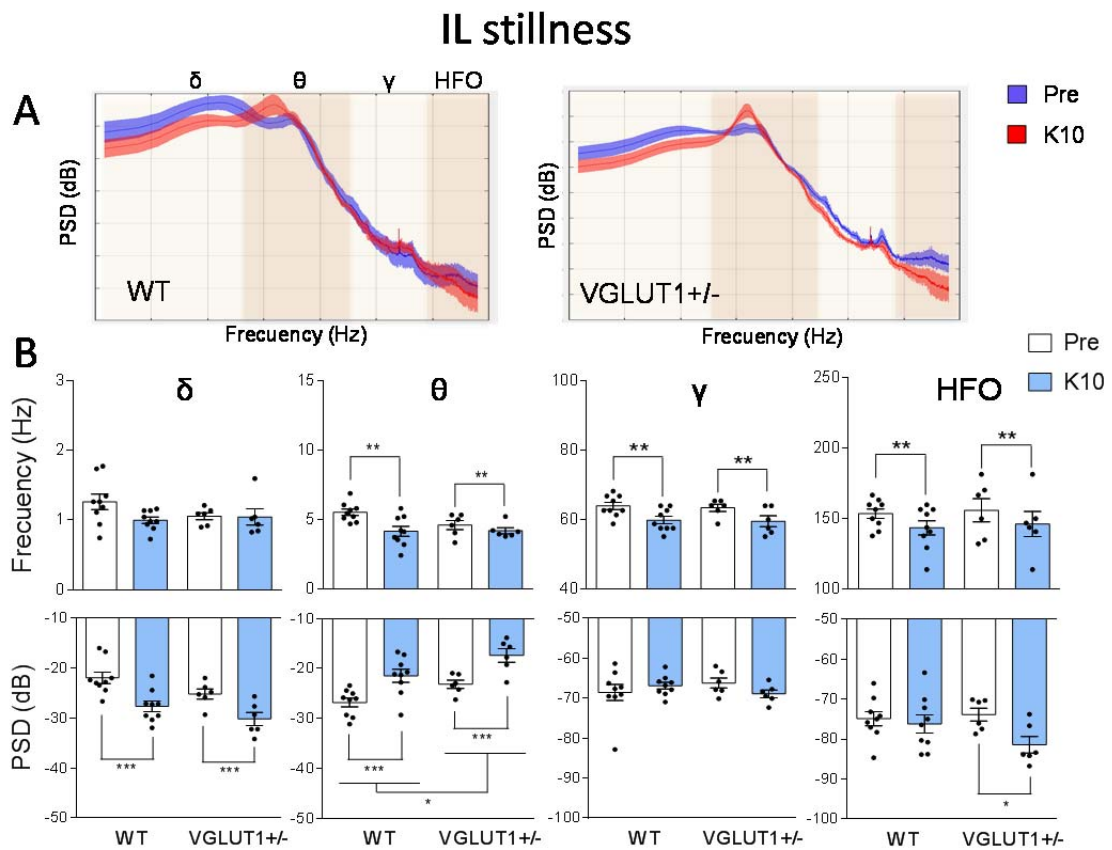 IL stillness
A
δ θ γ HFO
Pre
K10
PSD (dB)
WT
Frecuency (Hz)
PSD (dB)
VGLUT1+/-
Frecuency (Hz)
B
Pre
K10
Frecuency (Hz)
δ
3
2
1
0
θ
15
10
5
0
** **
γ
100
80
60
40
** **
HFO
250
200
150
100
** **
PSD (dB)
-10
-20
-30
-40
-50
*** ***
WT VGLUT1+/-
-10
-20
-30
-40
-50
***
***
*
WT VGLUT1+/-
-50
-60
-70
-80
-90
-100
WT VGLUT1+/-
-50
-60
-70
-80
-90
-100
*
WT VGLUT1+/-